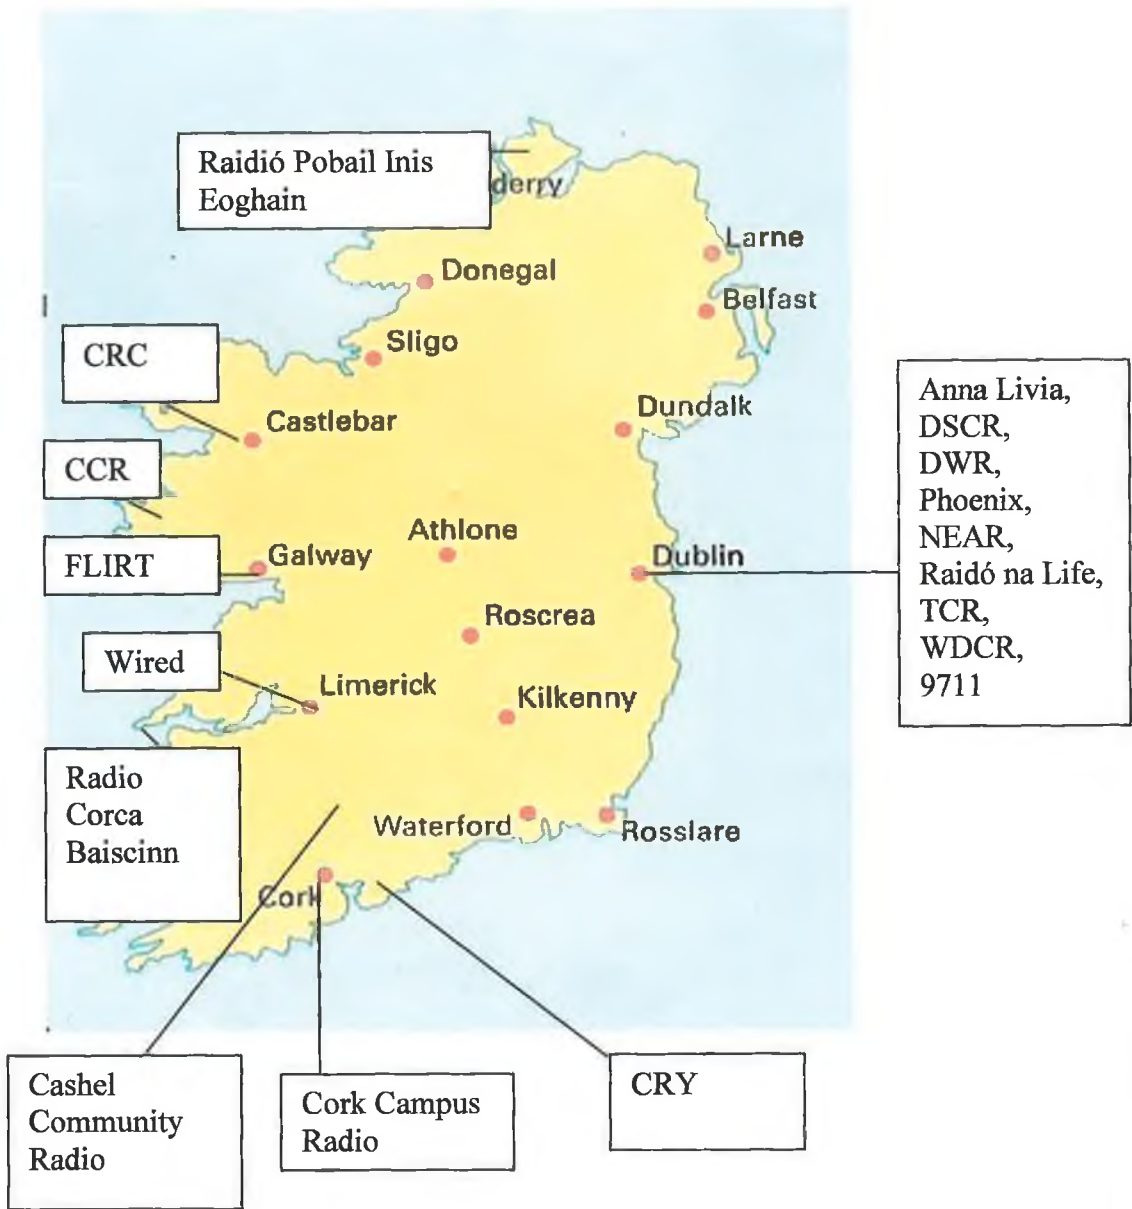 Raidió Pobail Inis
Eoghain
derry
Larne
Donegal
Belfast
Sligo
CRC
Castlebar
Dundalk
Anna Livia,
DSCR,
DWR,
Phoenix,
NEAR,
Raidó na Life,
TCR,
WDCR,
9711
CCR
Athlone
FLIRT
Galway
Dublin
Roscrea
Wired
Limerick
Kilkenny
Radio
Corca
Baiscinn
Waterford
Rosslare
Cork
Cashel
Community
Radio
Cork Campus
Radio
CRY